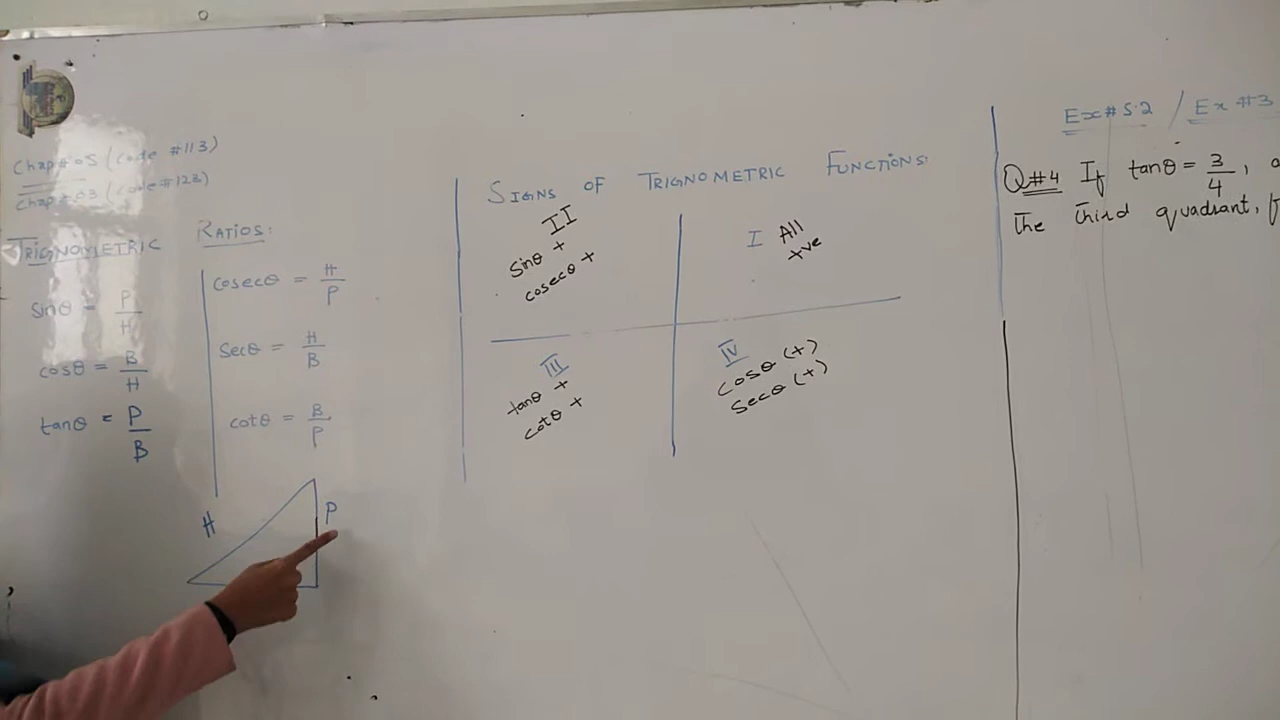 Chap#05 (code #113)
Chap#03 (code#123)
TRIGNOMETRIC RATIOS:
sinθ = P/H
cosθ = B/H
tanθ = P/B
cosecθ = H/P
Secθ = H/B
cotθ = B/P
H
P
SIGNS OF TRIGNOMETRIC FUNCTIONS:
II
Sinθ +
cosecθ +
I All
+ve
III
tanθ +
cotθ +
IV
cosθ (+)
Secθ (+)
Ex#5.2 / Ex #3
Q#4 If tanθ = 3/4 ,
The third quadrant,